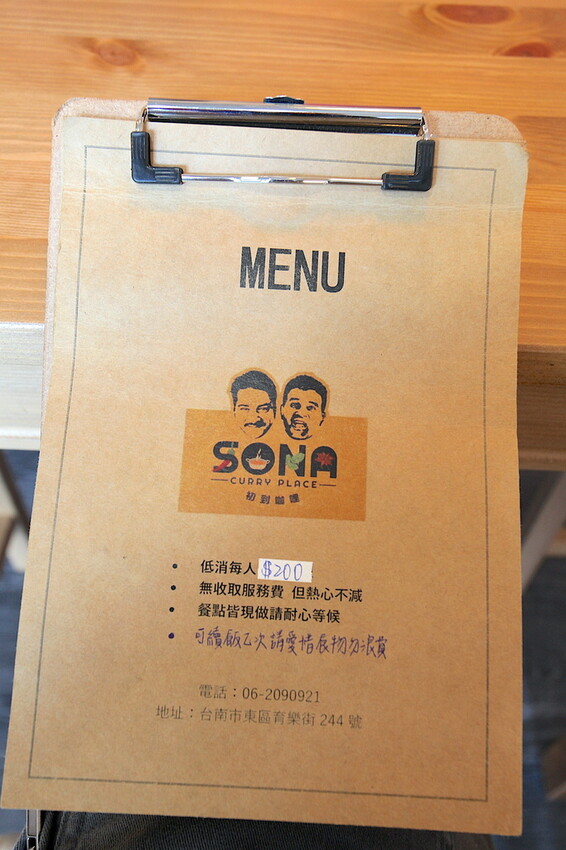 MENU
SONA
CURRY PLACE
初到咖哩
低消每人 $200
無收取服務費 但熱心不減
餐點皆現做請耐心等候
可續飯乙次 請愛惜食物勿浪費
電話：06-2090921
地址：台南市東區育樂街 244 號